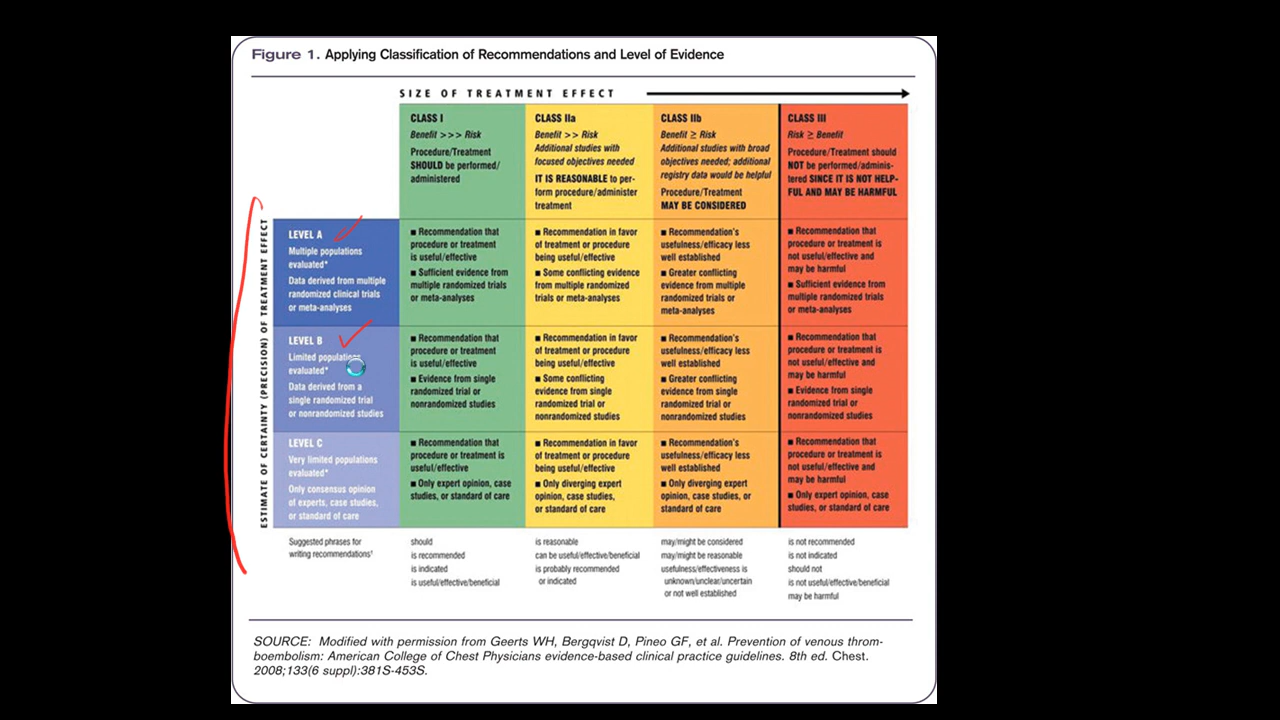 Figure 1. Applying Classification of Recommendations and Level of Evidence
SIZE OF TREATMENT EFFECT
CLASS I
Benefit >>> Risk
Procedure/Treatment
SHOULD be performed/
administered
CLASS IIa
Benefit >> Risk
Additional studies with
focused objectives needed
IT IS REASONABLE to per-
form procedure/administer
treatment
CLASS IIb
Benefit ≥ Risk
Additional studies with broad
objectives needed; additional
registry data would be helpful
Procedure/Treatment
MAY BE CONSIDERED
CLASS III
Risk ≥ Benefit
Procedure/Treatment should
NOT be performed/adminis-
tered SINCE IT IS NOT HELP-
FUL AND MAY BE HARMFUL
ESTIMATE OF CERTAINTY (PRECISION) OF TREATMENT EFFECT
LEVEL A
Multiple populations
evaluated*
Data derived from multiple
randomized clinical trials
or meta-analyses
■ Recommendation that
procedure or treatment
is useful/effective
■ Sufficient evidence from
multiple randomized trials
or meta-analyses
■ Recommendation in favor
of treatment or procedure
being useful/effective
■ Some conflicting evidence
from multiple randomized
trials or meta-analyses
■ Recommendation's
usefulness/efficacy less
well established
■ Greater conflicting
evidence from multiple
randomized trials or
meta-analyses
■ Recommendation that
procedure or treatment is
not useful/effective and
may be harmful
■ Sufficient evidence from
multiple randomized trials
or meta-analyses
LEVEL B
Limited populations
evaluated*
Data derived from a
single randomized trial
or nonrandomized studies
■ Recommendation that
procedure or treatment
is useful/effective
■ Evidence from single
randomized trial or
nonrandomized studies
■ Recommendation in favor
of treatment or procedure
being useful/effective
■ Some conflicting
evidence from single
randomized trial or
nonrandomized studies
■ Recommendation's
usefulness/efficacy less
well established
■ Greater conflicting
evidence from single
randomized trial or
nonrandomized studies
■ Recommendation that
procedure or treatment is
not useful/effective and
may be harmful
■ Evidence from single
randomized trial or
nonrandomized studies
LEVEL C
Very limited populations
evaluated*
Only consensus opinion
of experts, case studies,
or standard of care
■ Recommendation that
procedure or treatment is
useful/effective
■ Only expert opinion, case
studies, or standard of care
■ Recommendation in favor
of treatment or procedure
being useful/effective
■ Only diverging expert
opinion, case studies,
or standard of care
■ Recommendation's
usefulness/efficacy less
well established
■ Only diverging expert
opinion, case studies, or
standard of care
■ Recommendation that
procedure or treatment is
not useful/effective and
may be harmful
■ Only expert opinion, case
studies, or standard of care
Suggested phrases for
writing recommendations†
should
is recommended
is indicated
is useful/effective/beneficial
is reasonable
can be useful/effective/beneficial
is probably recommended
or indicated
may/might be considered
may/might be reasonable
usefulness/effectiveness is
unknown/unclear/uncertain
or not well established
is not recommended
is not indicated
should not
is not useful/effective/beneficial
may be harmful
SOURCE: Modified with permission from Geerts WH, Bergqvist D, Pineo GF, et al. Prevention of venous throm-
boembolism: American College of Chest Physicians evidence-based clinical practice guidelines. 8th ed. Chest.
2008;133(6 suppl):381S-453S.